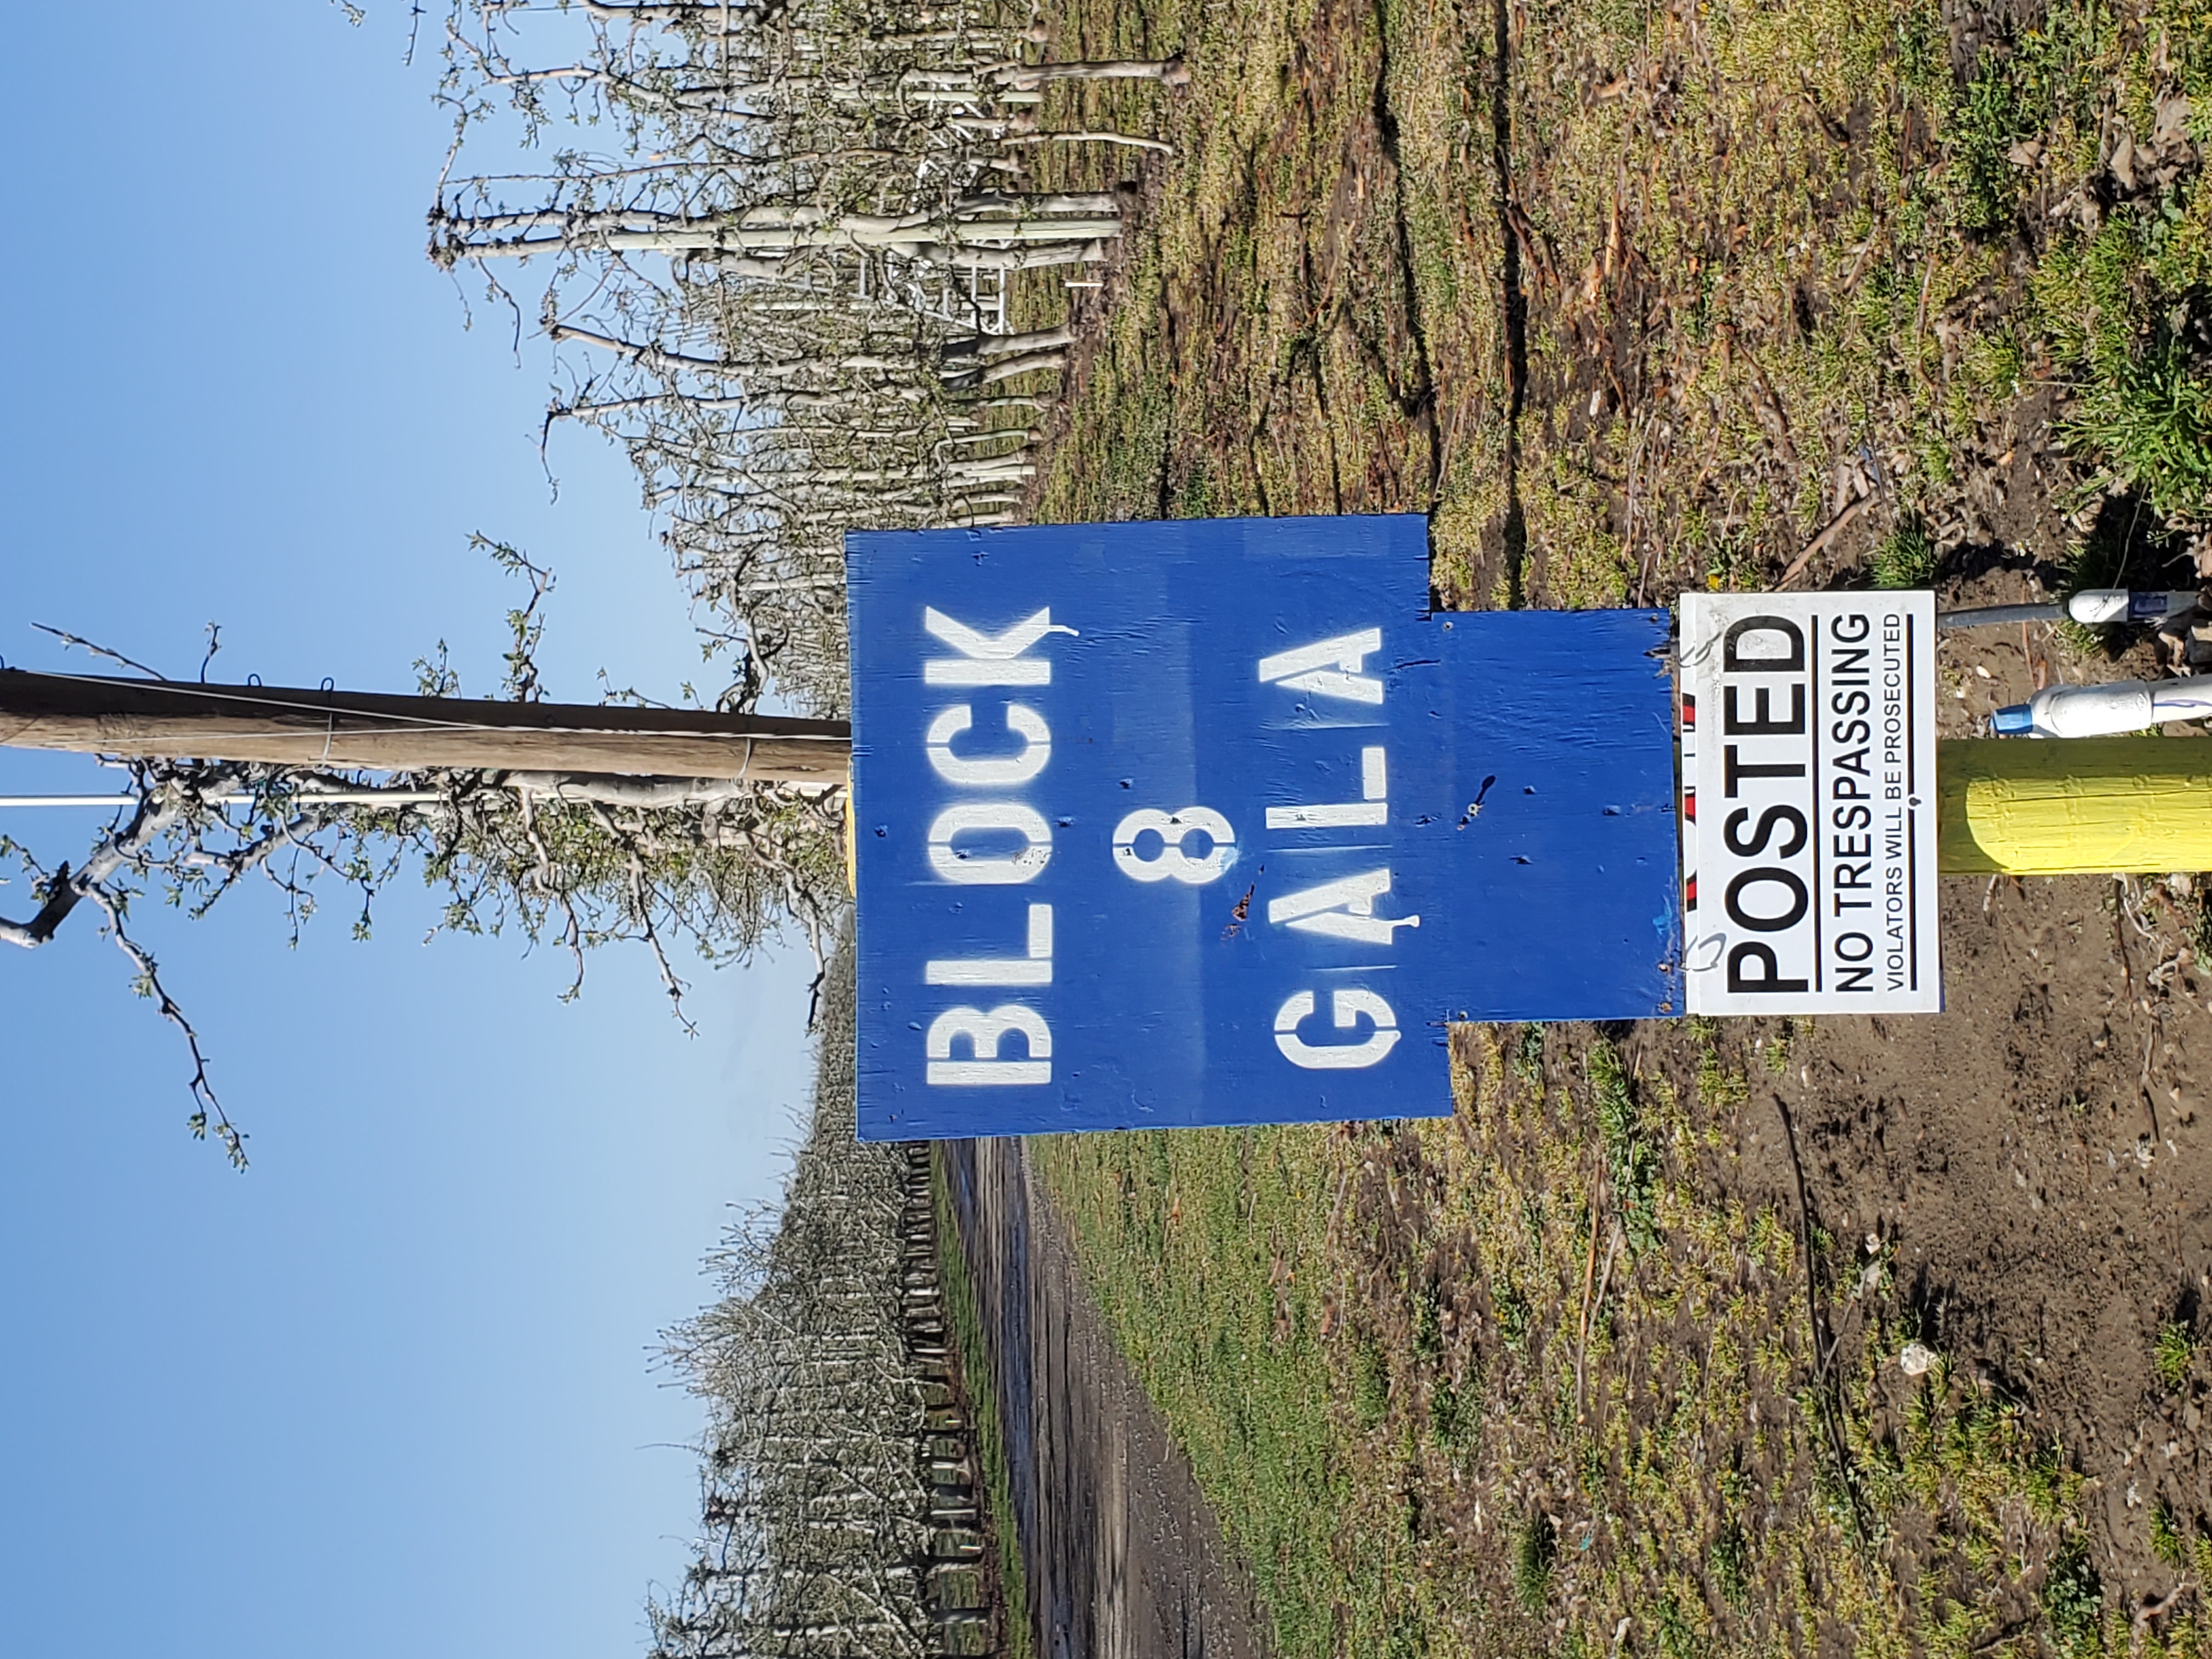 BLOCK
8
GALA
POSTED
NO TRESPASSING
VIOLATORS WILL BE PROSECUTED